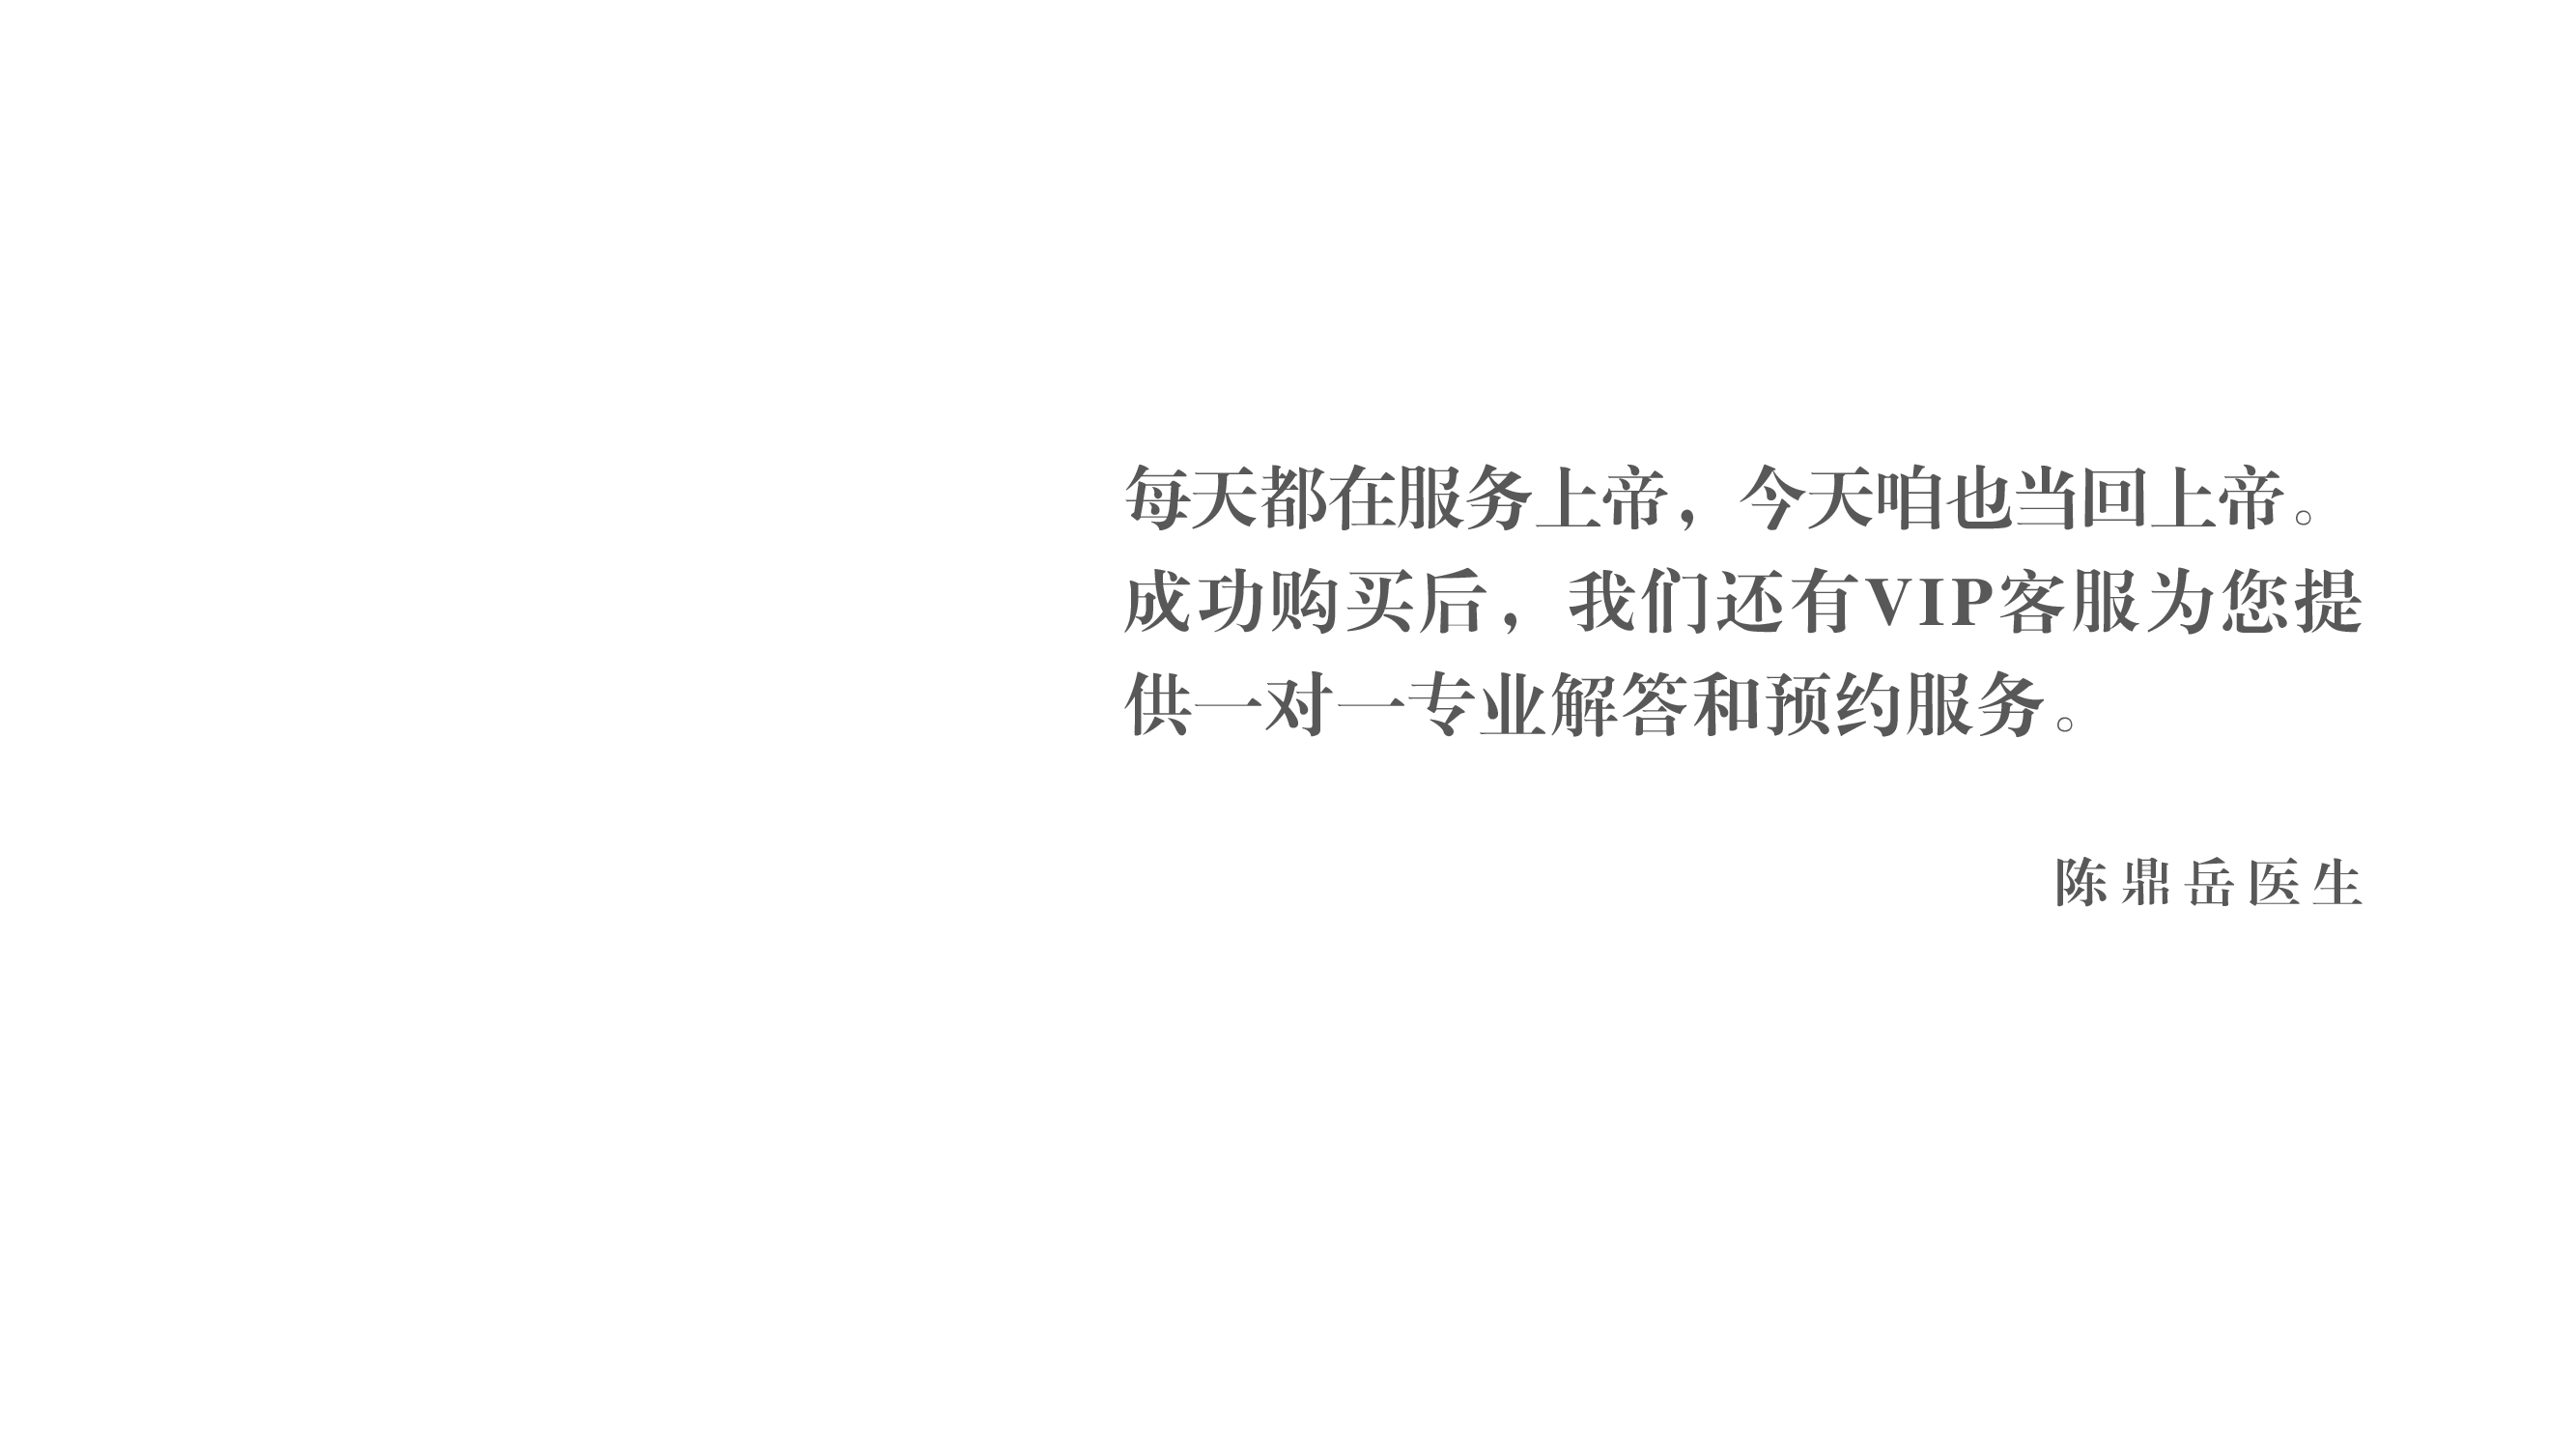 每天都在服务上帝，今天咱也当回上帝。
成功购买后，我们还有VIP客服为您提
供一对一专业解答和预约服务。
陈鼎岳医生